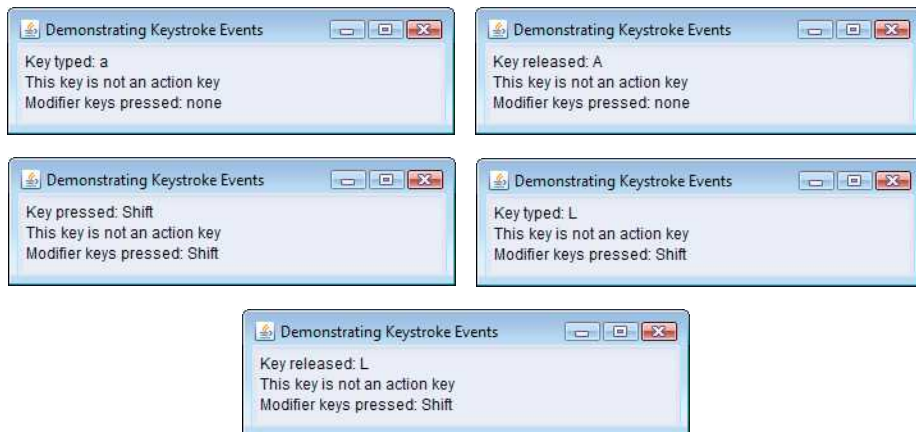 Demonstrating Keystroke Events
Key typed: a
This key is not an action key
Modifier keys pressed: none
Demonstrating Keystroke Events
Key released: A
This key is not an action key
Modifier keys pressed: none
Demonstrating Keystroke Events
Key pressed: Shift
This key is not an action key
Modifier keys pressed: Shift
Demonstrating Keystroke Events
Key typed: L
This key is not an action key
Modifier keys pressed: Shift
Demonstrating Keystroke Events
Key released: L
This key is not an action key
Modifier keys pressed: Shift